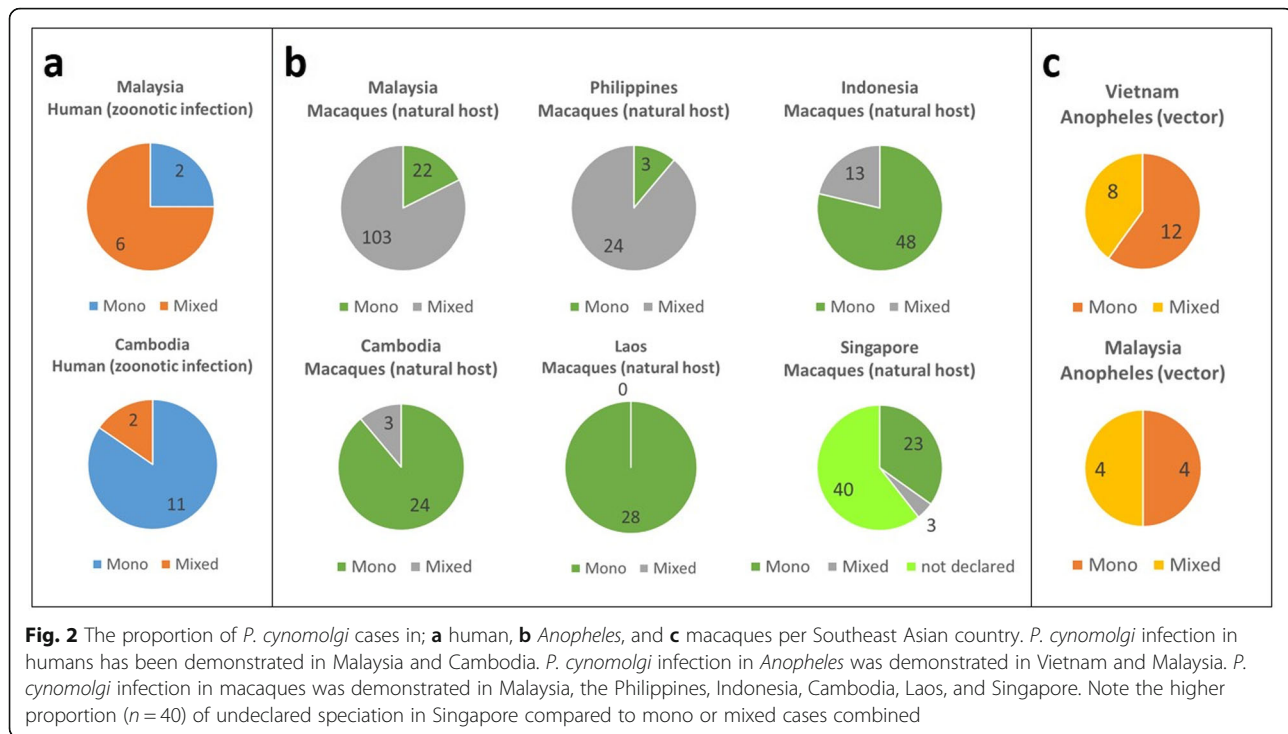 a
Malaysia
Human (zoonotic infection)
2
6
Mono Mixed
Cambodia
Human (zoonotic infection)
2
11
Mono Mixed
b
Malaysia
Macaques (natural host)
22
103
Mono Mixed
Philippines
Macaques (natural host)
3
24
Mono Mixed
Indonesia
Macaques (natural host)
13
48
Mono Mixed
Cambodia
Macaques (natural host)
3
24
Mono Mixed
Laos
Macaques (natural host)
0
28
Mono Mixed
Singapore
Macaques (natural host)
23
40
3
Mono Mixed not declared
c
Vietnam
Anopheles (vector)
8
12
Mono Mixed
Malaysia
Anopheles (vector)
4 4
Mono Mixed
Fig. 2 The proportion of P. cynomolgi cases in; a human, b Anopheles, and c macaques per Southeast Asian country. P. cynomolgi infection in
humans has been demonstrated in Malaysia and Cambodia. P. cynomolgi infection in Anopheles was demonstrated in Vietnam and Malaysia. P.
cynomolgi infection in macaques was demonstrated in Malaysia, the Philippines, Indonesia, Cambodia, Laos, and Singapore. Note the higher
proportion (n = 40) of undeclared speciation in Singapore compared to mono or mixed cases combined